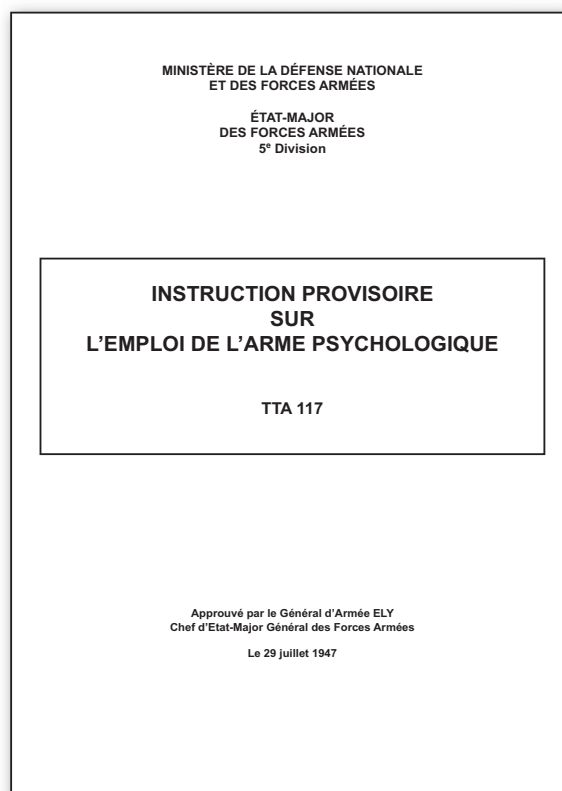 MINISTÈRE DE LA DÉFENSE NATIONALE
ET DES FORCES ARMÉES
ÉTAT-MAJOR
DES FORCES ARMÉES
5e Division
INSTRUCTION PROVISOIRE
SUR
L’EMPLOI DE L’ARME PSYCHOLOGIQUE
TTA 117
Approuvé par le Général d’Armée ELY
Chef d’Etat-Major Général des Forces Armées
Le 29 juillet 1947